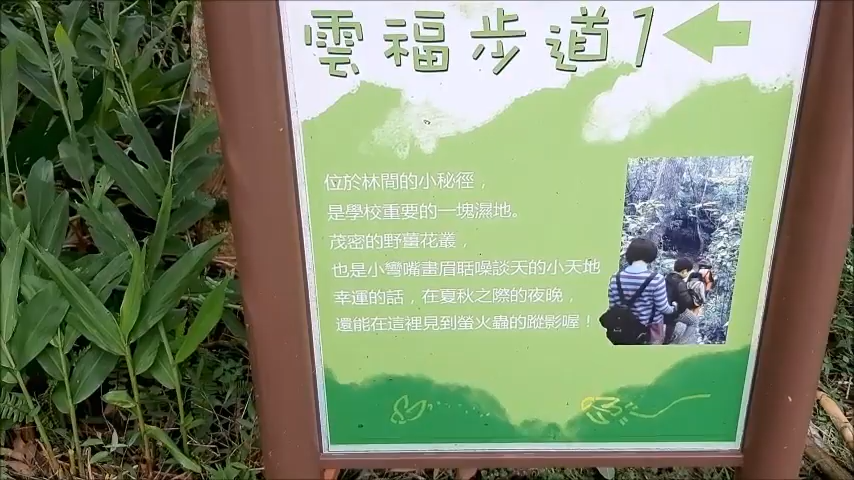 雲福步道
位於林間的小秘徑，
是學校重要的一塊濕地。
茂密的野薑花叢，
也是小彎嘴畫眉聒噪談天的小天地
幸運的話，在夏秋之際的夜晚，
還能在這裡見到螢火蟲的蹤影喔！